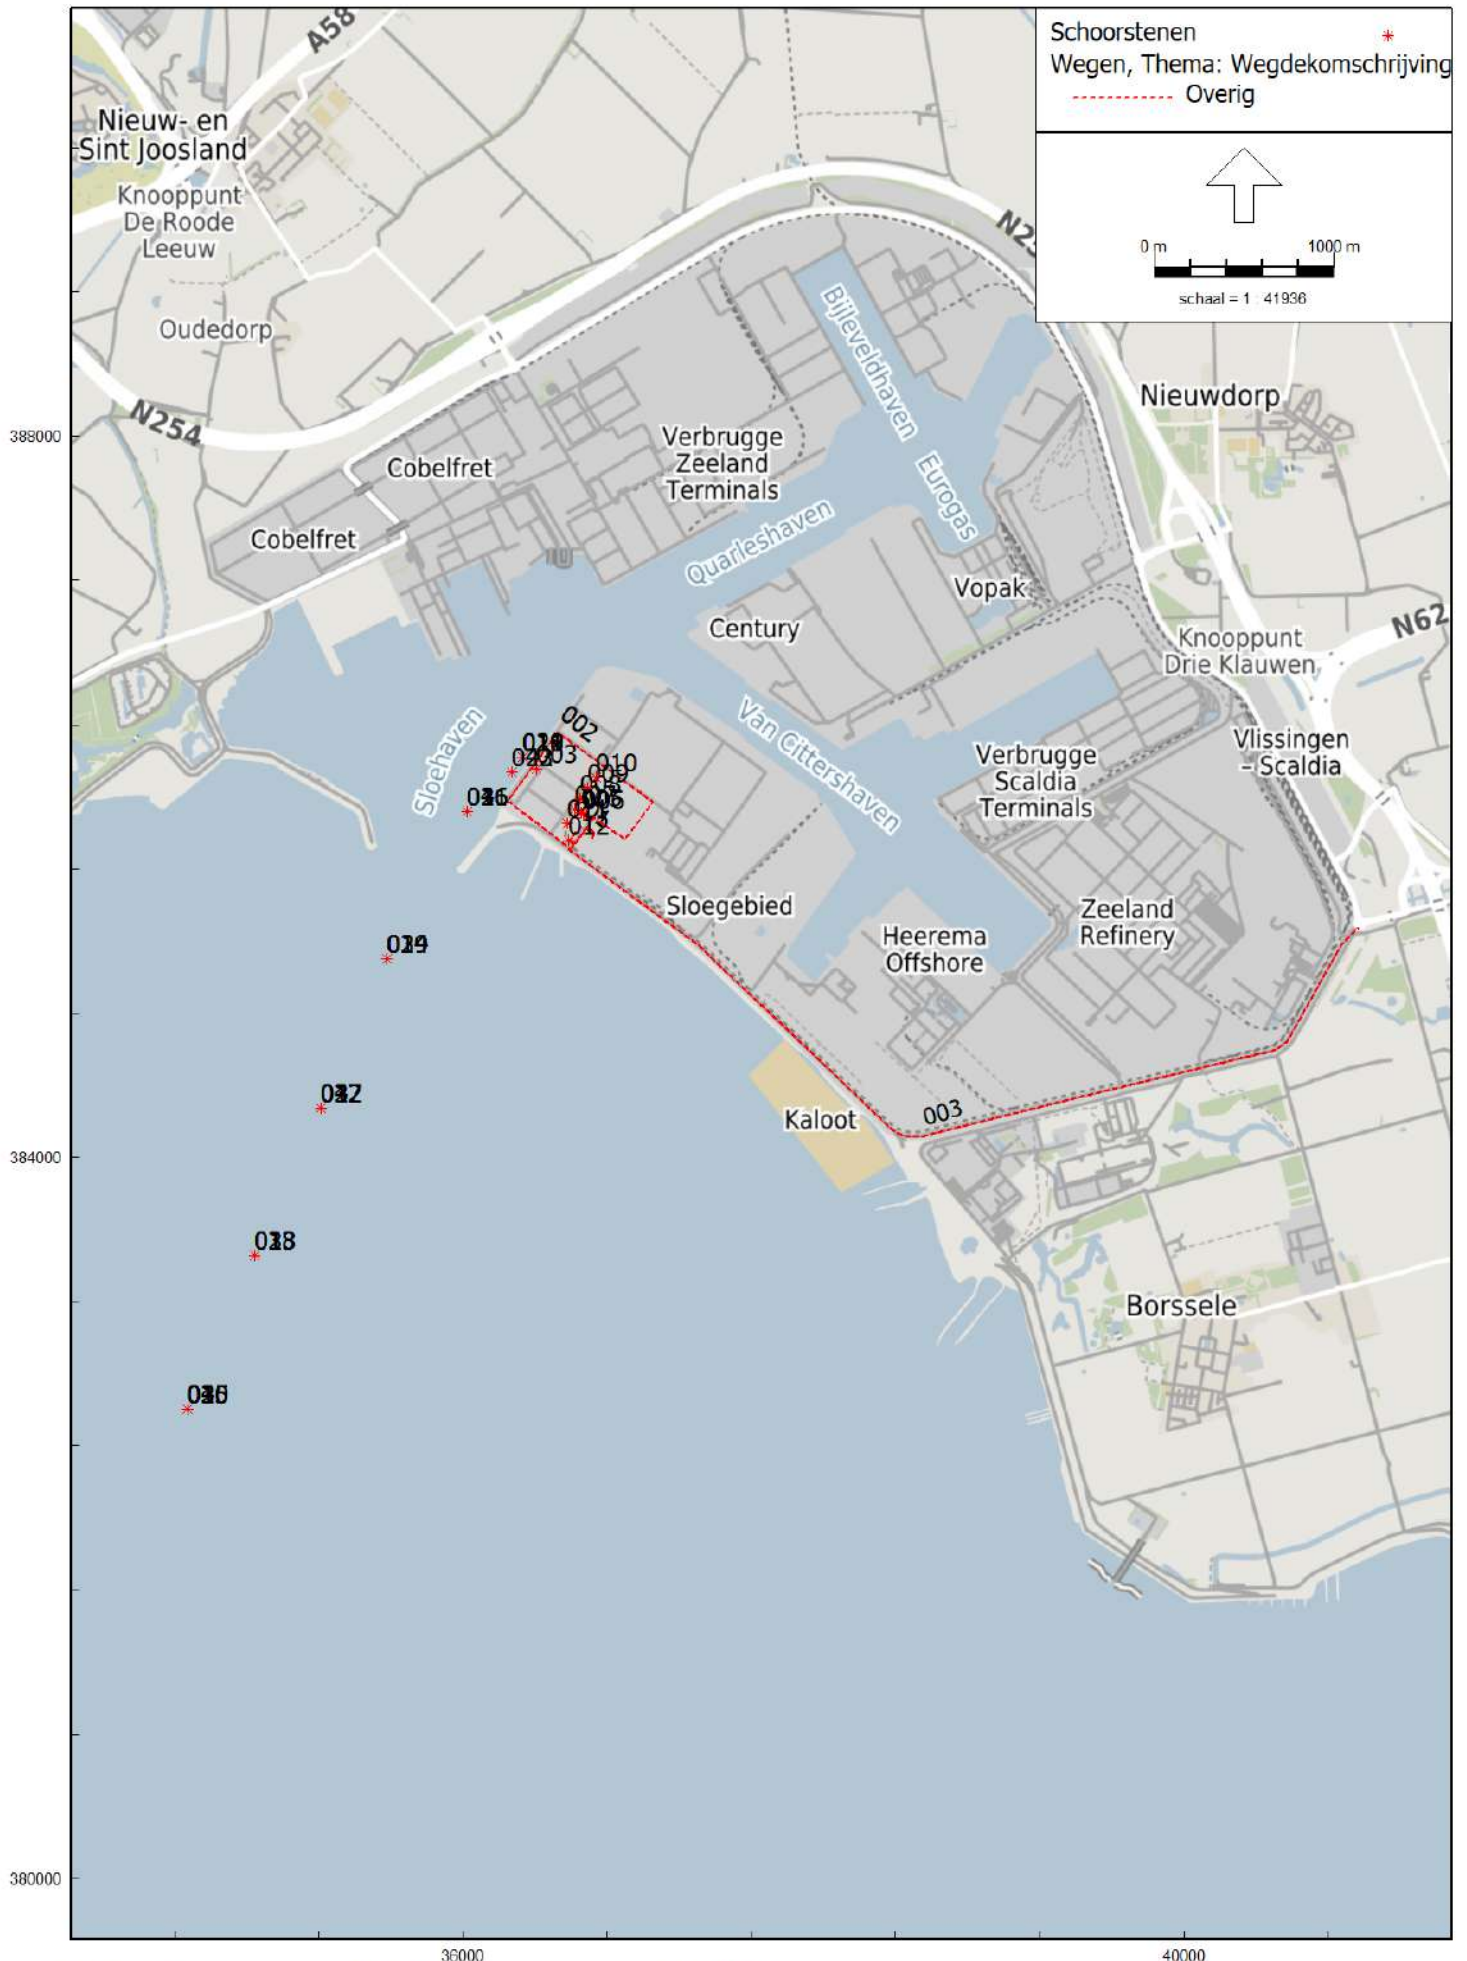 Schoorstenen
Wegen, Thema: Wegdekomschrijving
Overig
0 m
1000 m
schaal = 1 : 41936
A58
Nieuw- en
Sint Joosland
Knooppunt
De Roode
Leeuw
Oudedorp
N254
Bijleveldhaven
Nieuwdorp
388000
Cobelfret
Verbrugge
Zeeland
Terminals
Eurogas
Cobelfret
Quarleshaven
Vopak
Century
N62
Knooppunt
Drie Klauwen
Sloehaven
002
Van Cittershaven
Vlissingen
- Scaldia
Verbrugge
Scaldia
Terminals
010
012
Sloegebied
Zeeland
Refinery
Heerema
Offshore
003
Kaloot
384000
Borssele
380000
36000
40000